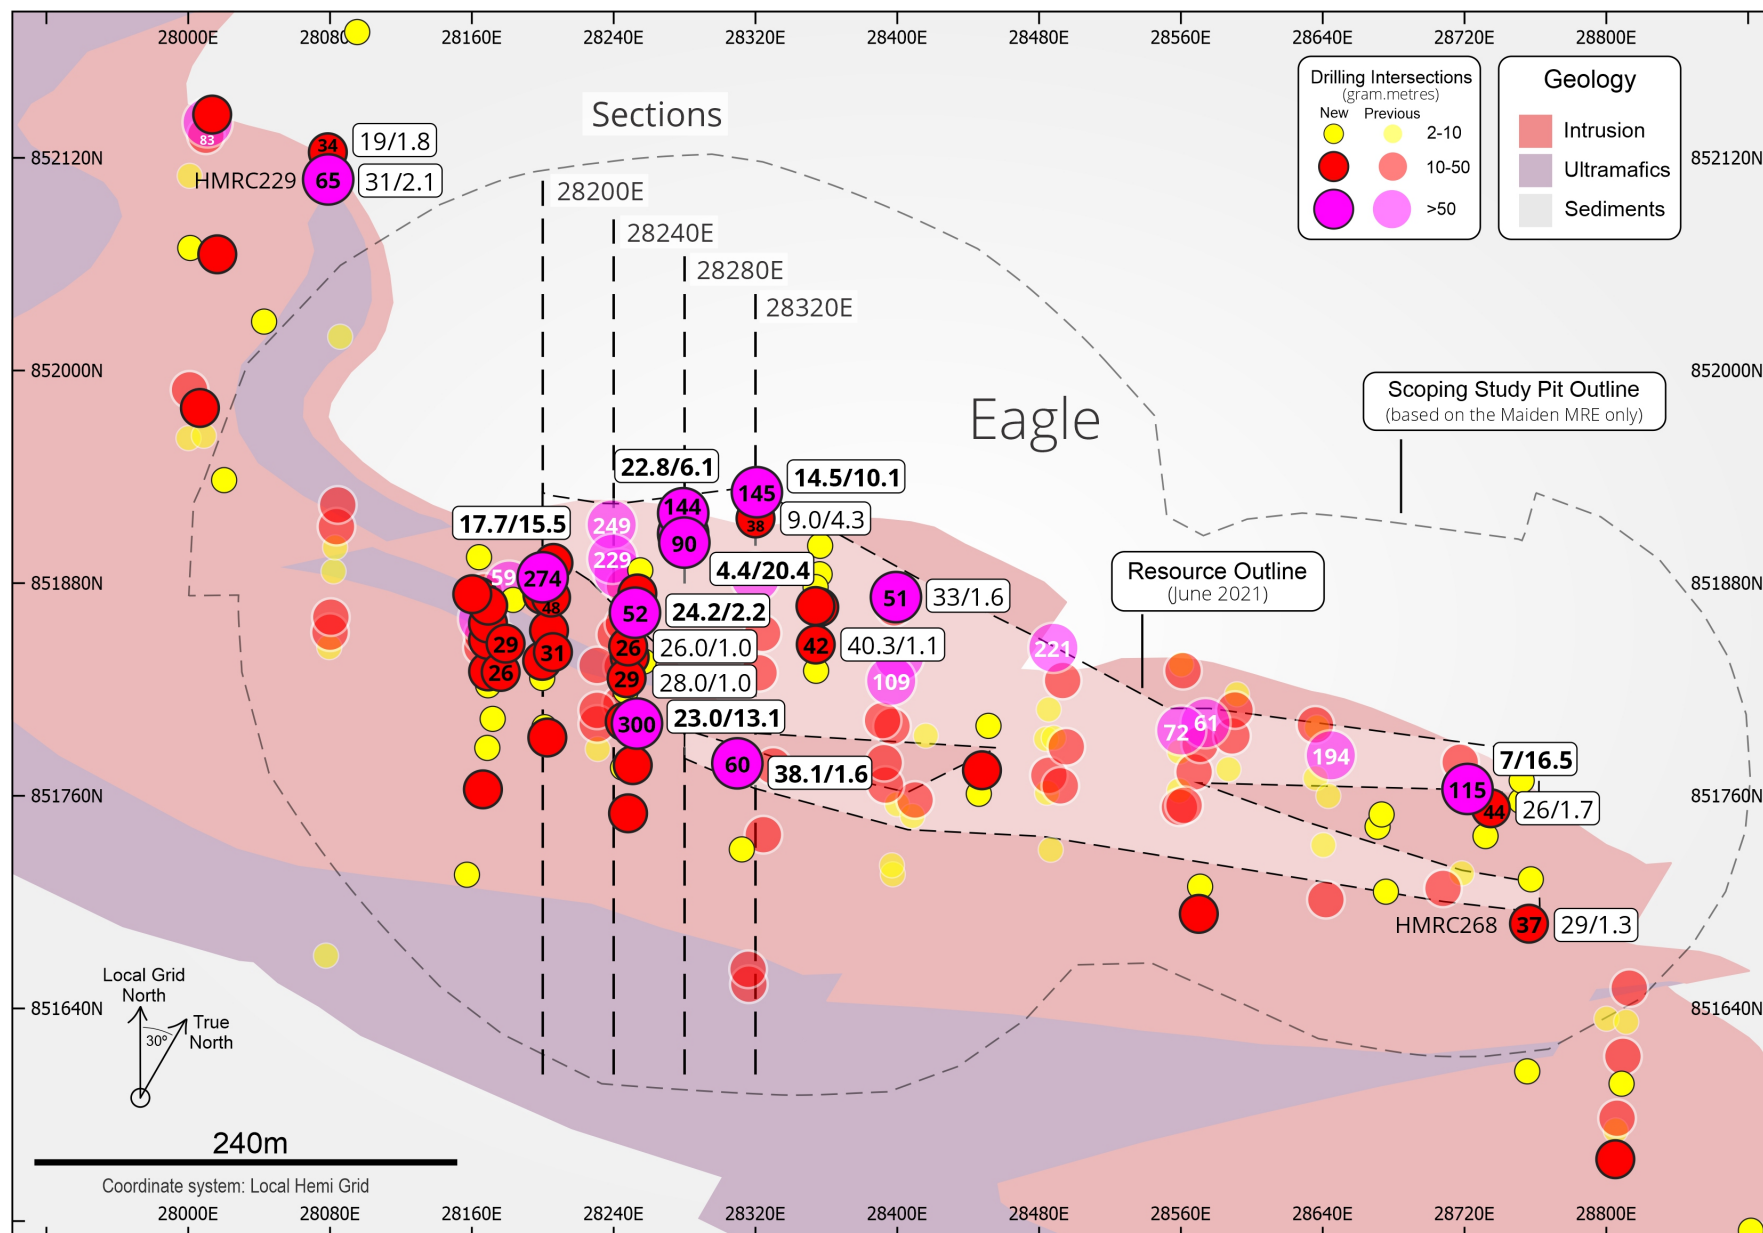 28000E
28080
28160E
28240E
28320E
28400E
28480E
28560E
28640E
28720E
28800E
Drilling Intersections
(gram.metres)
New
Previous
2-10
10-50
>50
Geology
Intrusion
Ultramafics
Sediments
Sections
83
34
19/1.8
852120N
852120N
HMRC229
65
31/2.1
28200E
28240E
28280E
28320E
852000N
852000N
Scoping Study Pit Outline
(based on the Maiden MRE only)
Eagle
22.8/6.1
14.5/10.1
145
144
17.7/15.5
249
38
9.0/4.3
90
229
4.4/20.4
59
274
851880N
851880N
Resource Outline
(June 2021)
48
51
33/1.6
52
24.2/2.2
29
31
26
26.0/1.0
42
40.3/1.1
221
26
29
28.0/1.0
109
300
23.0/13.1
72
61
60
38.1/1.6
194
7/16.5
115
851760N
851760N
44
26/1.7
HMRC268
37
29/1.3
Local Grid
North
True
North
30º
851640N
851640N
240m
Coordinate system: Local Hemi Grid
28000E
28080E
28160E
28240E
28320E
28400E
28480E
28560E
28640E
28720E
28800E